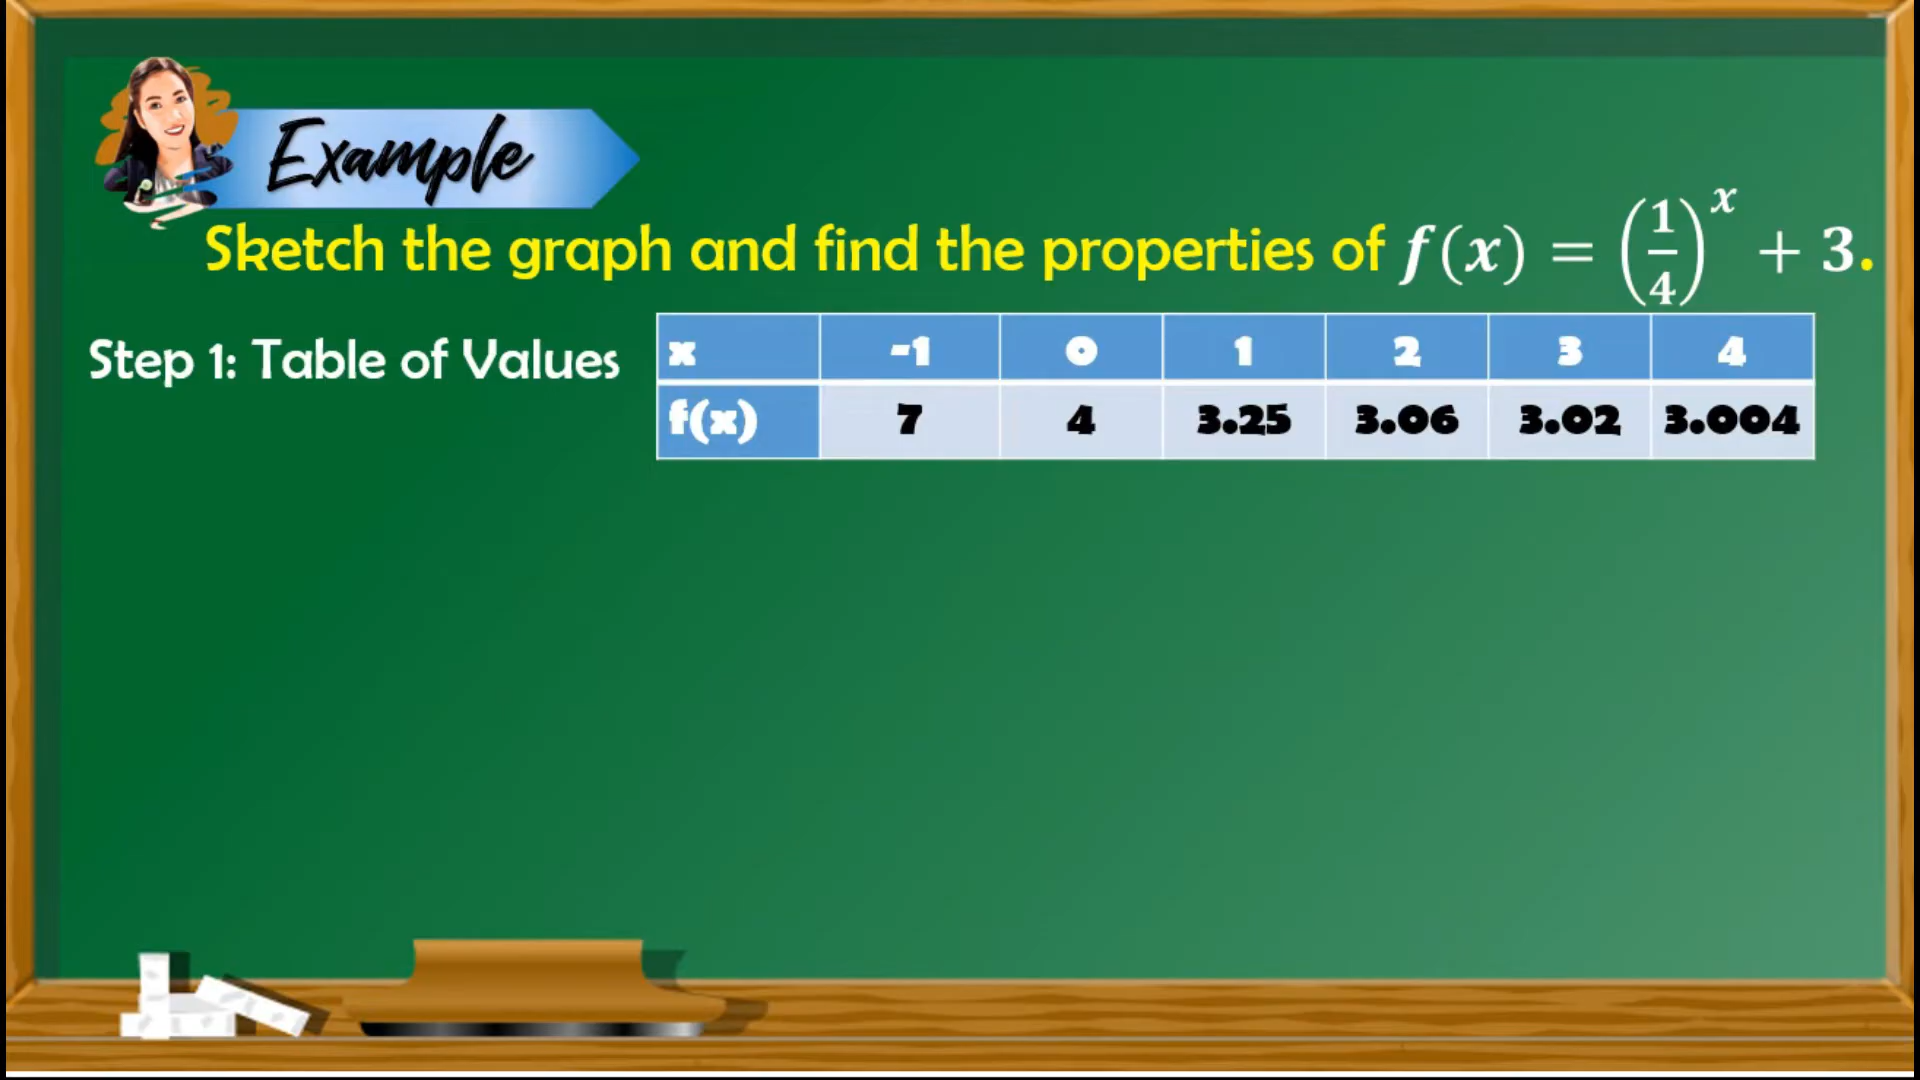 Example
Sketch the graph and find the properties of f(x) = (1/4)^x + 3.
Step 1: Table of Values
x -1 0 1 2 3 4
f(x) 7 4 3.25 3.06 3.02 3.004